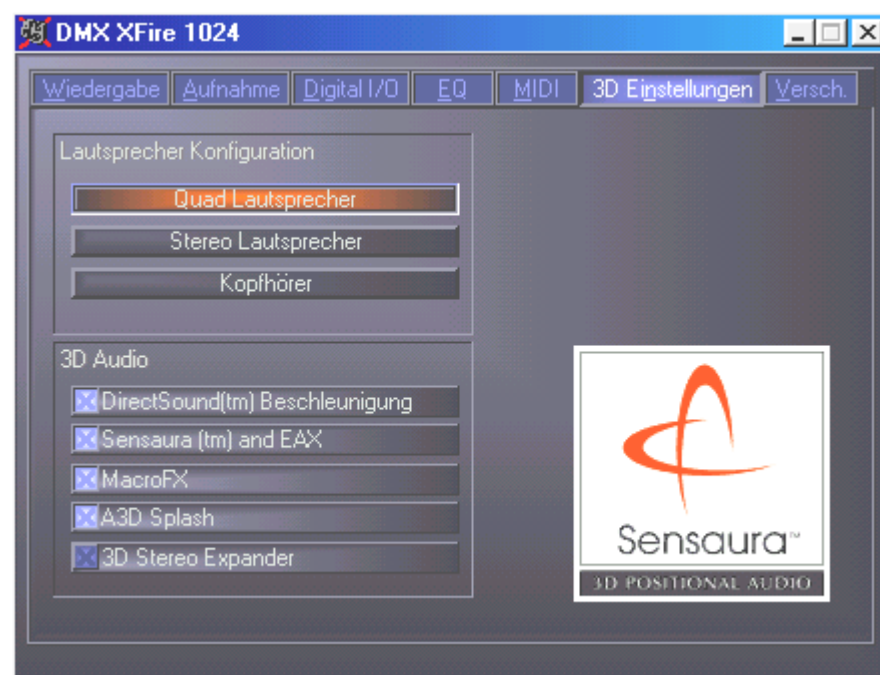 DMX XFire 1024
Wiedergabe Aufnahme Digital I/O EQ MIDI 3D Einstellungen Versch.
Lautsprecher Konfiguration
Quad Lautsprecher
Stereo Lautsprecher
Kopfhörer
3D Audio
DirectSound(tm) Beschleunigung
Sensaura (tm) and EAX
MacroFX
A3D Splash
3D Stereo Expander
Sensaura™
3D POSITIONAL AUDIO